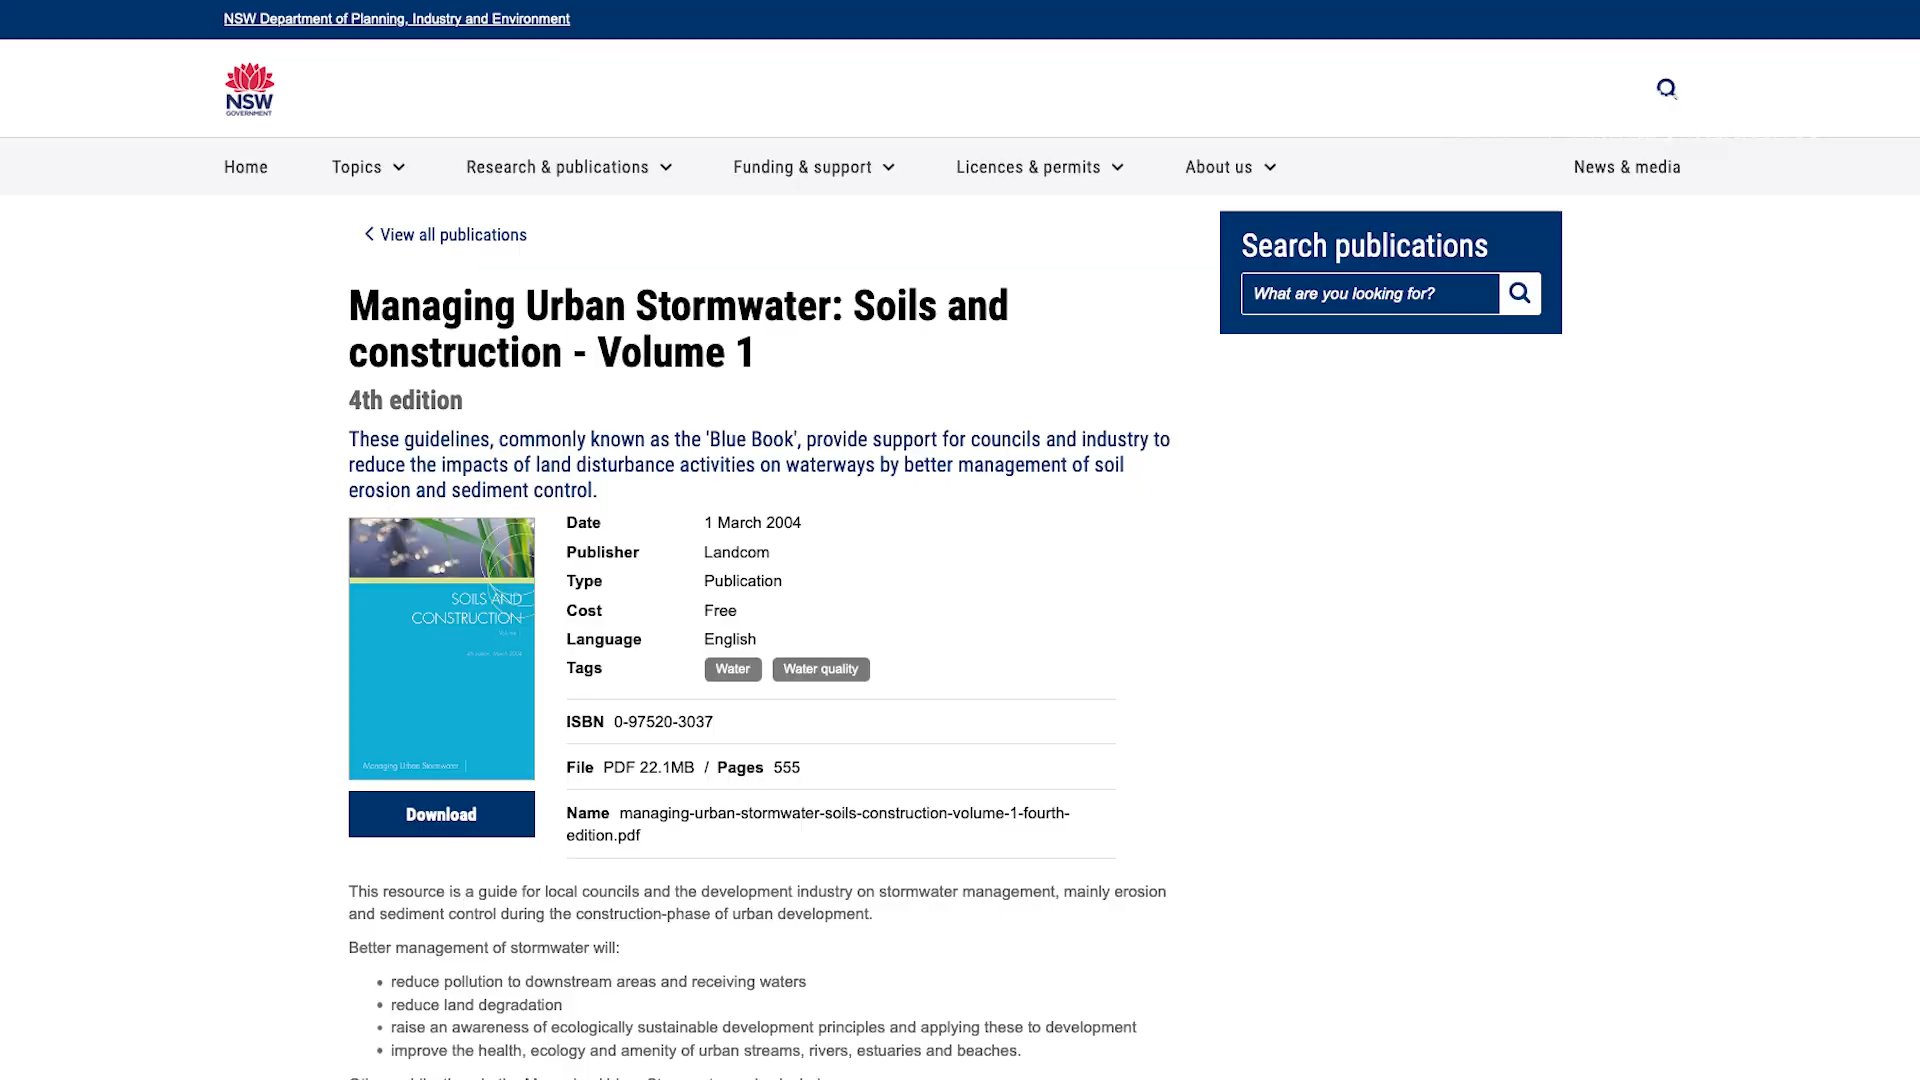 NSW Department of Planning, Industry and Environment
NSW
GOVERNMENT
Home Topics Research & publications Funding & support Licences & permits About us News & media
View all publications
Search publications
What are you looking for?
Managing Urban Stormwater: Soils and
construction - Volume 1
4th edition
These guidelines, commonly known as the 'Blue Book', provide support for councils and industry to
reduce the impacts of land disturbance activities on waterways by better management of soil
erosion and sediment control.
SOILS AND
CONSTRUCTION
Managing Urban Stormwater
Download
Date 1 March 2004
Publisher Landcom
Type Publication
Cost Free
Language English
Tags Water Water quality
ISBN 0-97520-3037
File PDF 22.1MB / Pages 555
Name managing-urban-stormwater-soils-construction-volume-1-fourth-
edition.pdf
This resource is a guide for local councils and the development industry on stormwater management, mainly erosion
and sediment control during the construction-phase of urban development.
Better management of stormwater will:
• reduce pollution to downstream areas and receiving waters
• reduce land degradation
• raise an awareness of ecologically sustainable development principles and applying these to development
• improve the health, ecology and amenity of urban streams, rivers, estuaries and beaches.